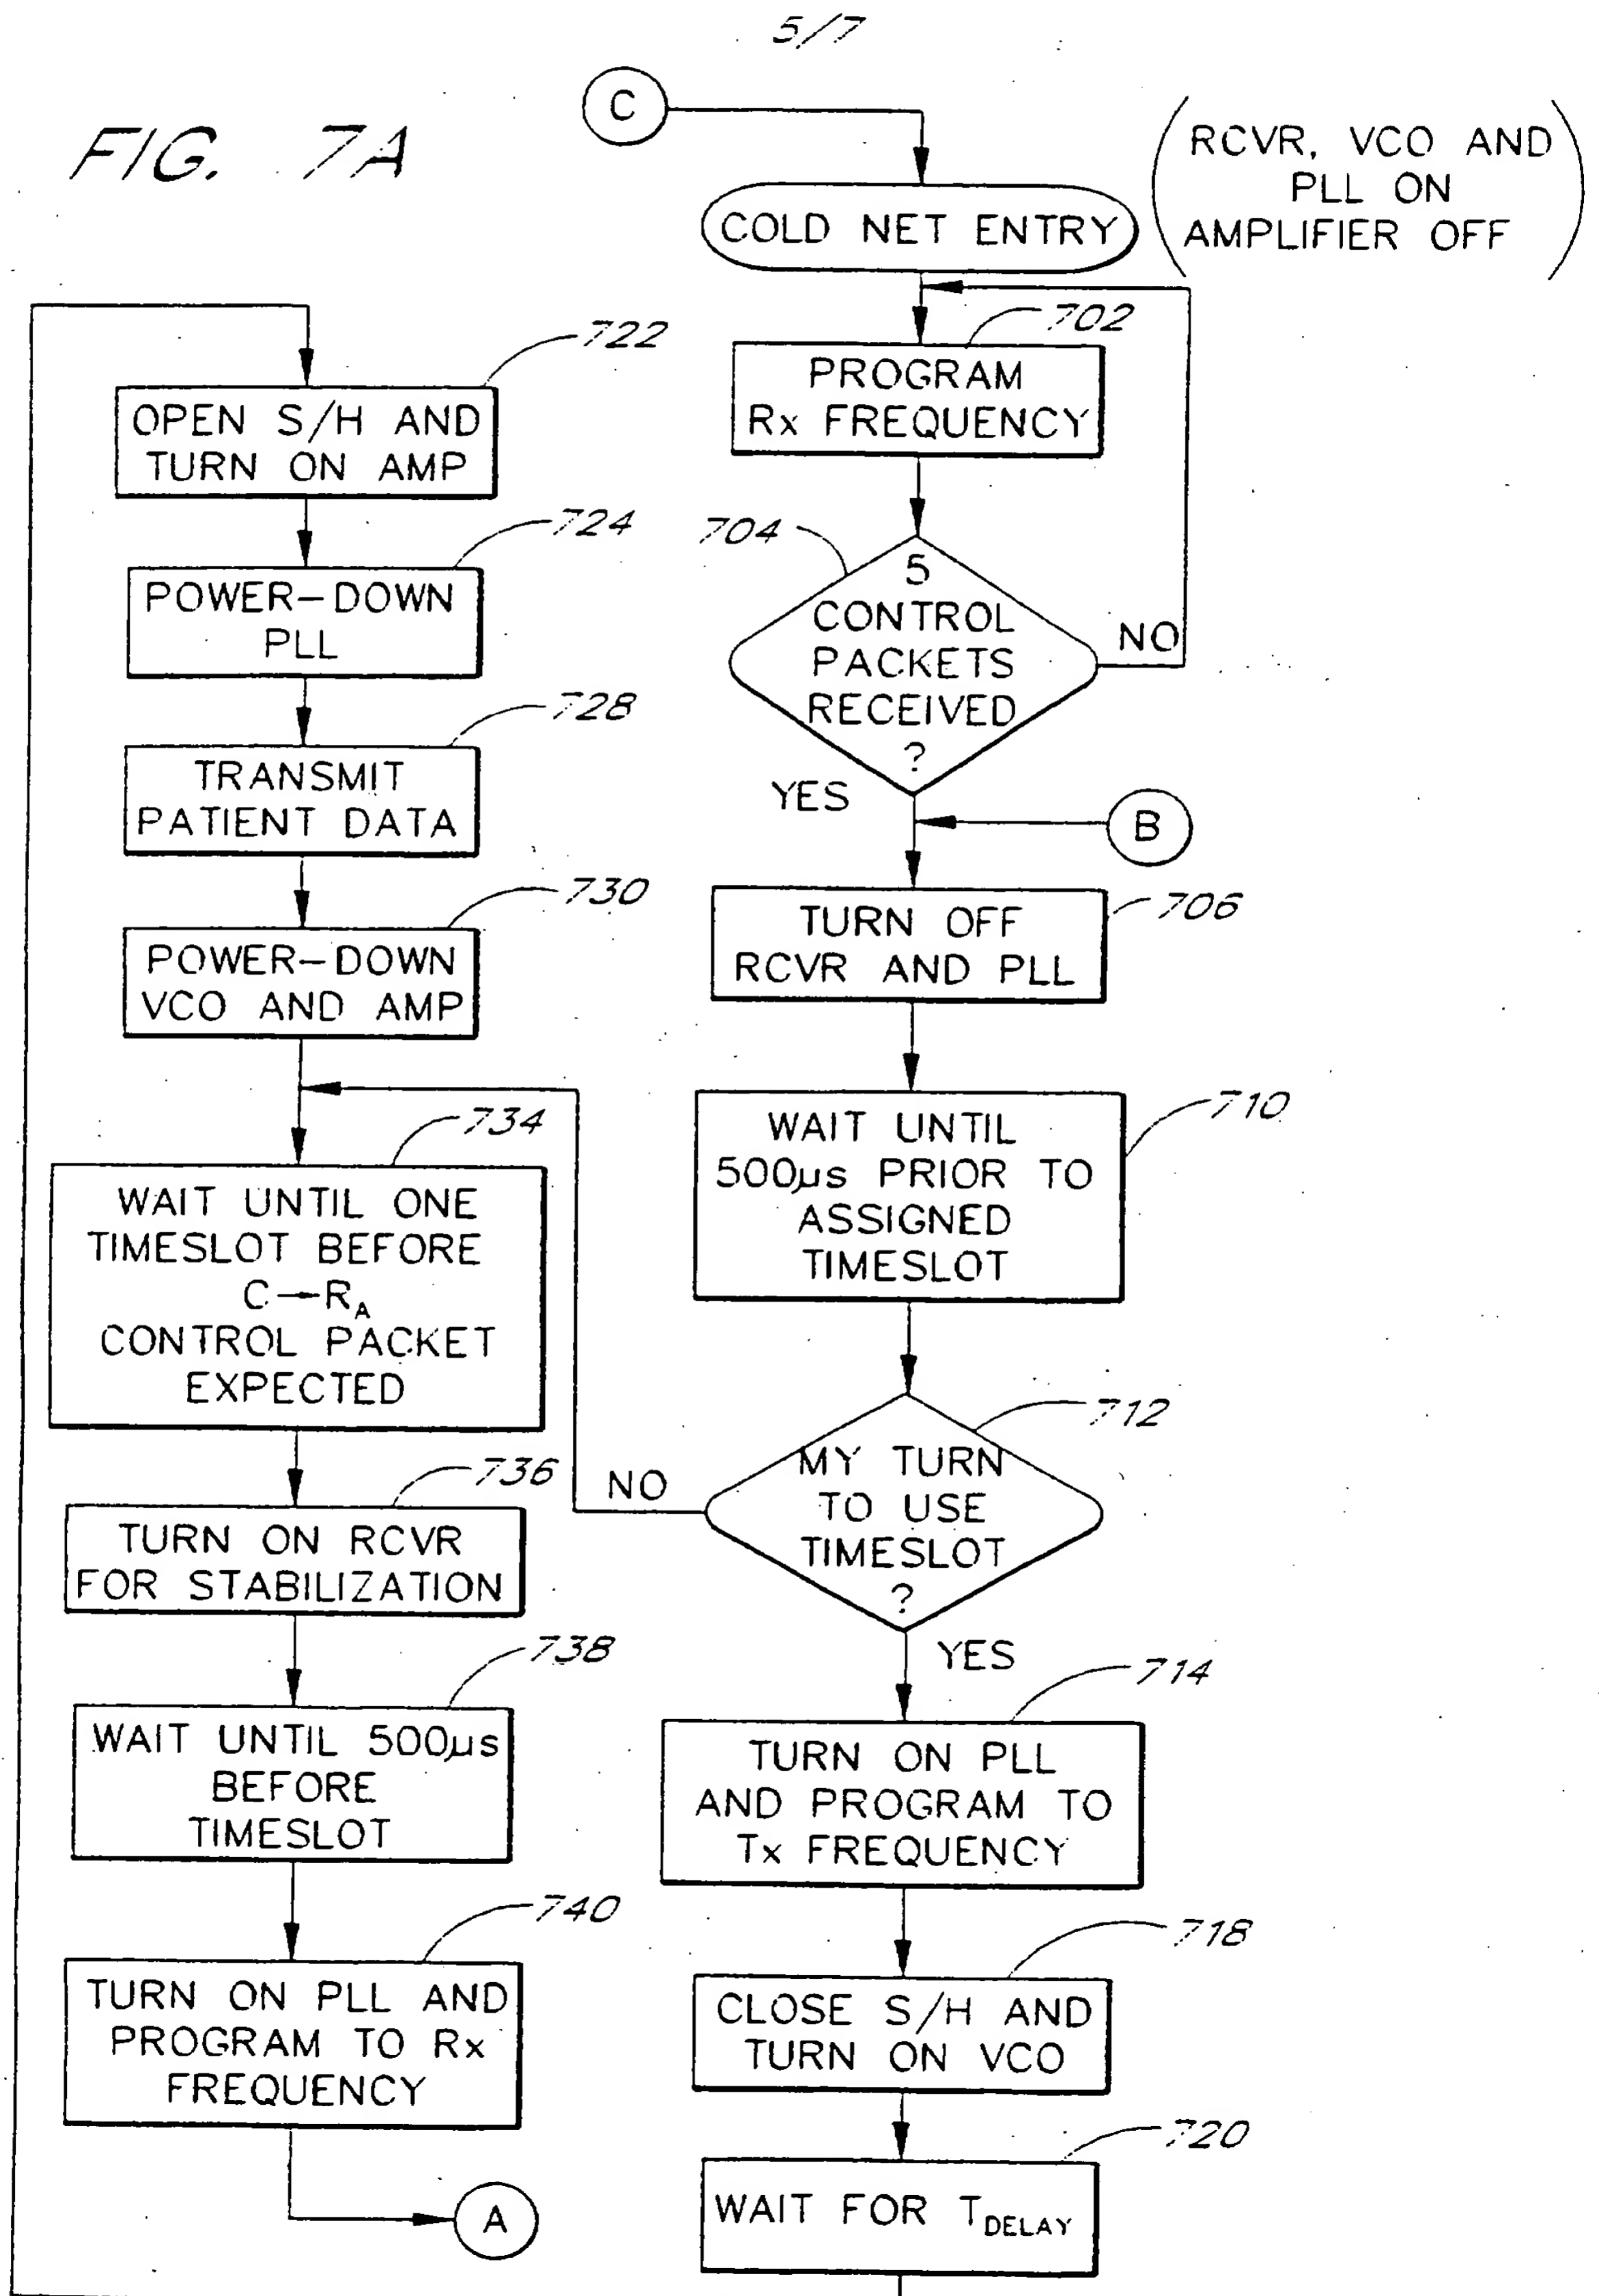 5/7
FIG. 7A
C
COLD NET ENTRY
RCVR, VCO AND
PLL ON
AMPLIFIER OFF
702
PROGRAM
Rx FREQUENCY
704
5
CONTROL
PACKETS
RECEIVED
?
NO
YES
B
706
TURN OFF
RCVR AND PLL
710
WAIT UNTIL
500µs PRIOR TO
ASSIGNED
TIMESLOT
712
MY TURN
TO USE
TIMESLOT
?
NO
YES
714
TURN ON PLL
AND PROGRAM TO
Tx FREQUENCY
718
CLOSE S/H AND
TURN ON VCO
720
WAIT FOR TDELAY
722
OPEN S/H AND
TURN ON AMP
724
POWER-DOWN
PLL
728
TRANSMIT
PATIENT DATA
730
POWER-DOWN
VCO AND AMP
734
WAIT UNTIL ONE
TIMESLOT BEFORE
C→RA
CONTROL PACKET
EXPECTED
736
TURN ON RCVR
FOR STABILIZATION
738
WAIT UNTIL 500µs
BEFORE
TIMESLOT
740
TURN ON PLL AND
PROGRAM TO Rx
FREQUENCY
A